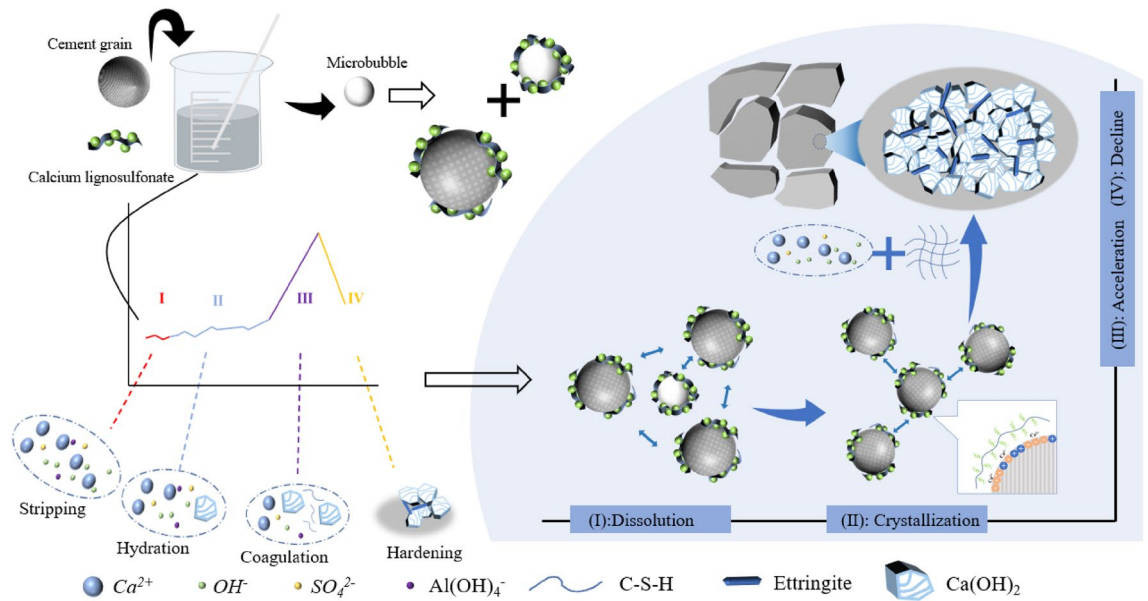 Cement grain
Microbubble
Calcium lignosulfonate
I
II
III
IV
Stripping
Hydration
Coagulation
Hardening
(I):Dissolution
(II): Crystallization
(III): Acceleration (IV): Decline
Ca²⁺
OH⁻
SO₄²⁻
Al(OH)₄⁻
C-S-H
Ettringite
Ca(OH)₂